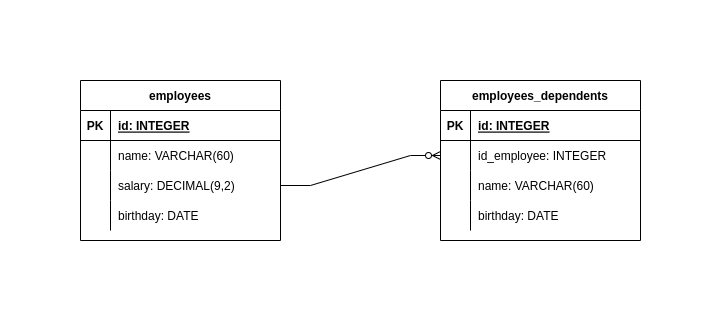 employees
PK id: INTEGER
name: VARCHAR(60)
salary: DECIMAL(9,2)
birthday: DATE
employees_dependents
PK id: INTEGER
id_employee: INTEGER
name: VARCHAR(60)
birthday: DATE